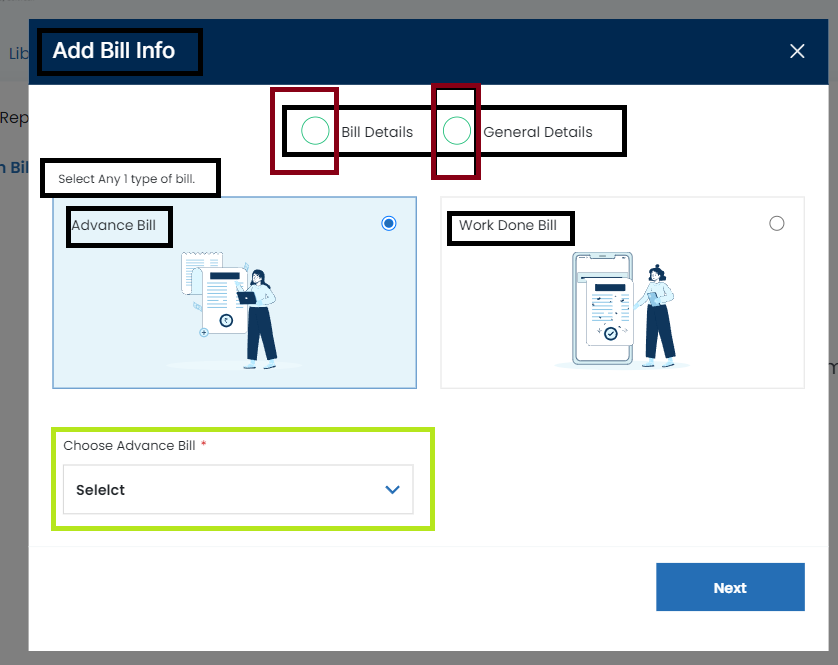 Lib
Add Bill Info
Rep
Bill Details
General Details
n Bil
Select Any 1 type of bill.
Advance Bill
Work Done Bill
Choose Advance Bill *
Selelct
Next